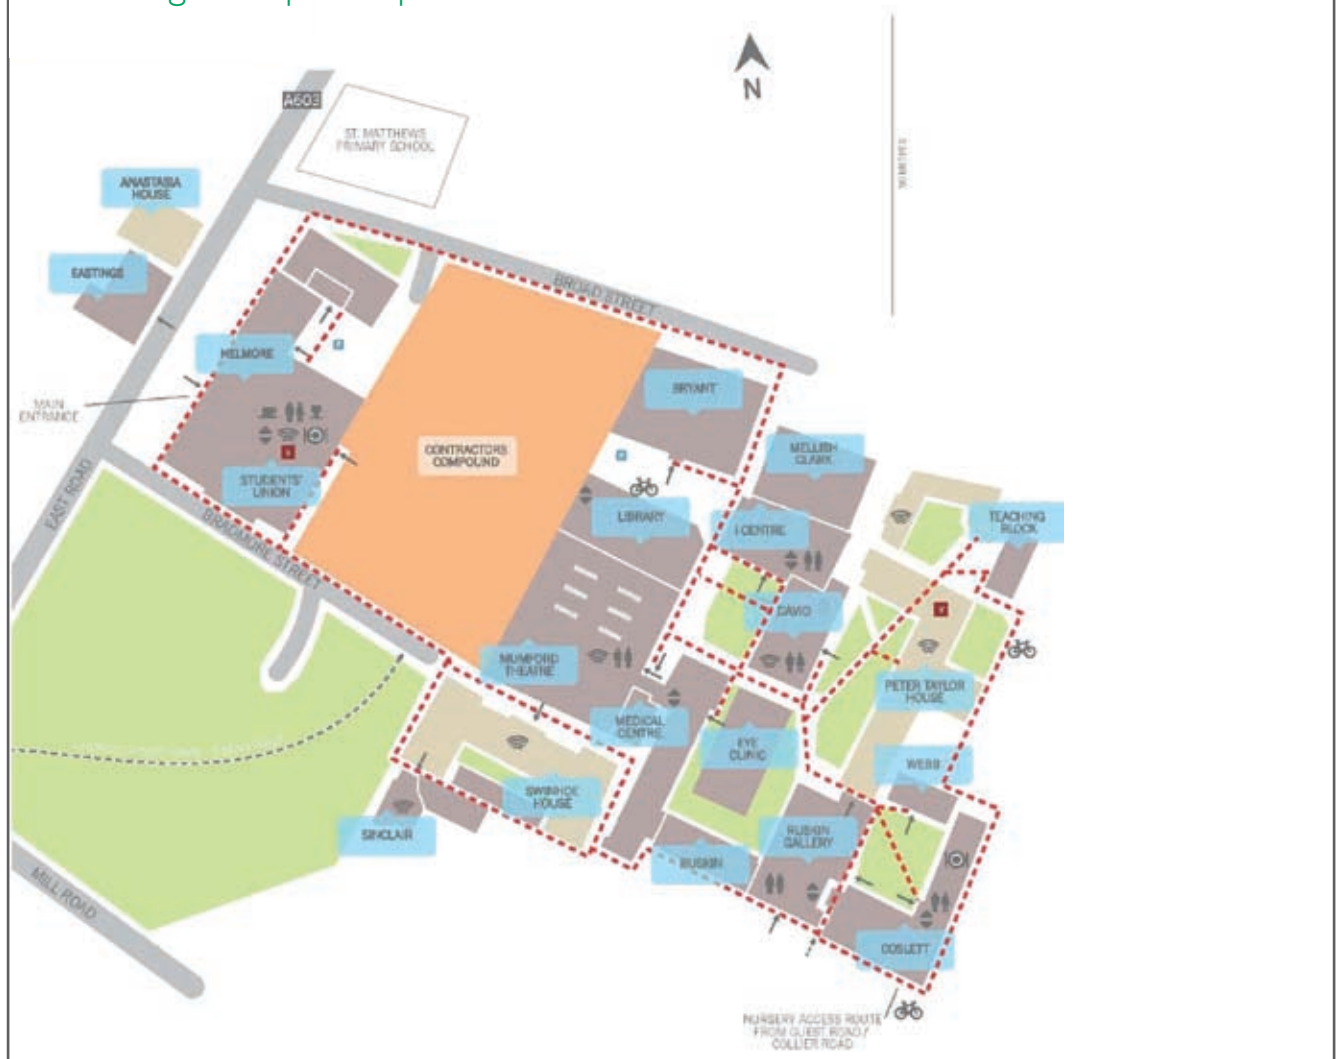 N
A603
ST. MATTHEWS
PRIMARY SCHOOL
ANASTASIA
HOUSE
EASTINGS
BROAD STREET
HELMORE
MAIN
ENTRANCE
BRYANT
CONTRACTORS
COMPOUND
MELLISH
CLARK
STUDENTS'
UNION
EAST ROAD
LIBRARY
I-CENTRE
TEACHING
BLOCK
BRADMORE STREET
DAVID
MUMFORD
THEATRE
PETER TAYLOR
HOUSE
MEDICAL
CENTRE
EYE
CLINIC
WEBB
SWINHOE
HOUSE
SINCLAIR
RUSKIN
GALLERY
RUSKIN
MILL ROAD
COSLETT
NURSERY ACCESS ROUTE
FROM GUEST ROAD /
COLLIER ROAD